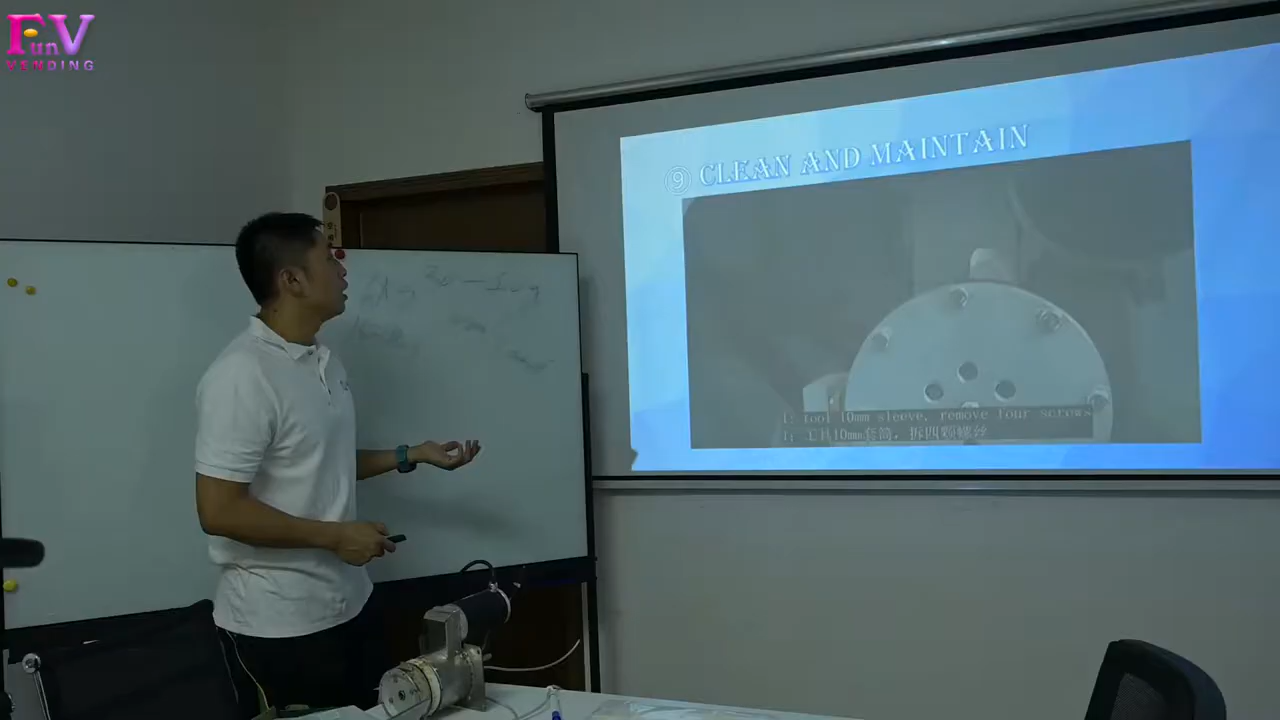 FunV
VENDING
⑨ CLEAN AND MAINTAIN
1: tool 10mm sleeve, remove four screws
1: 工具10mm套筒, 拆四颗螺丝